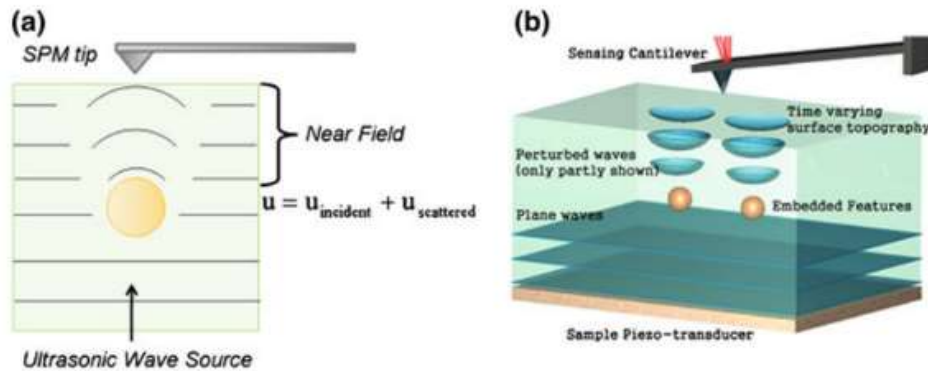 (a)
SPM tip
Near Field
u = u_incident + u_scattered
Ultrasonic Wave Source
(b)
Sensing Cantilever
Time varying
surface topography
Perturbed waves
(only partly shown)
Embedded Features
Plane waves
Sample Piezo-transducer